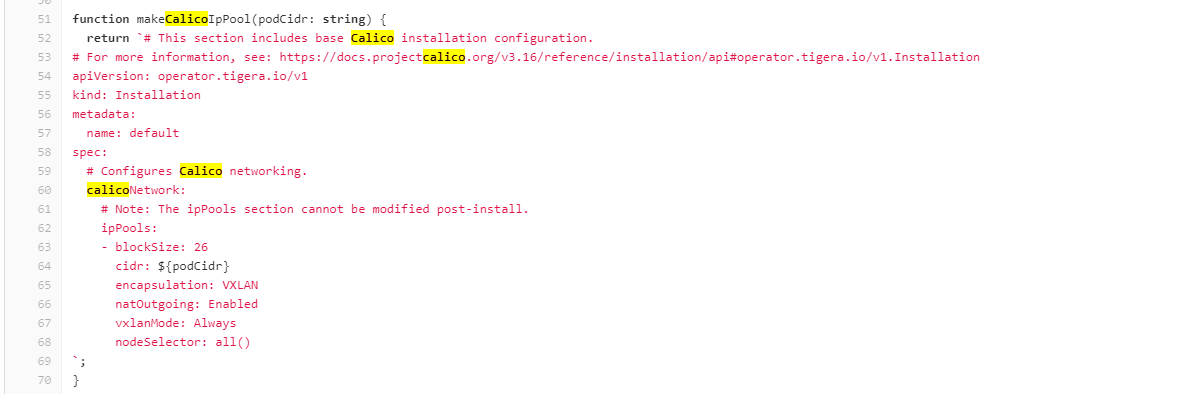 51 function makeCalicoIpPool(podCidr: string) {
52   return `# This section includes base Calico installation configuration.
53 # For more information, see: https://docs.projectcalico.org/v3.16/reference/installation/api#operator.tigera.io/v1.Installation
54 apiVersion: operator.tigera.io/v1
55 kind: Installation
56 metadata:
57   name: default
58 spec:
59   # Configures Calico networking.
60   calicoNetwork:
61     # Note: The ipPools section cannot be modified post-install.
62     ipPools:
63     - blockSize: 26
64       cidr: ${podCidr}
65       encapsulation: VXLAN
66       natOutgoing: Enabled
67       vxlanMode: Always
68       nodeSelector: all()
69 `;
70 }